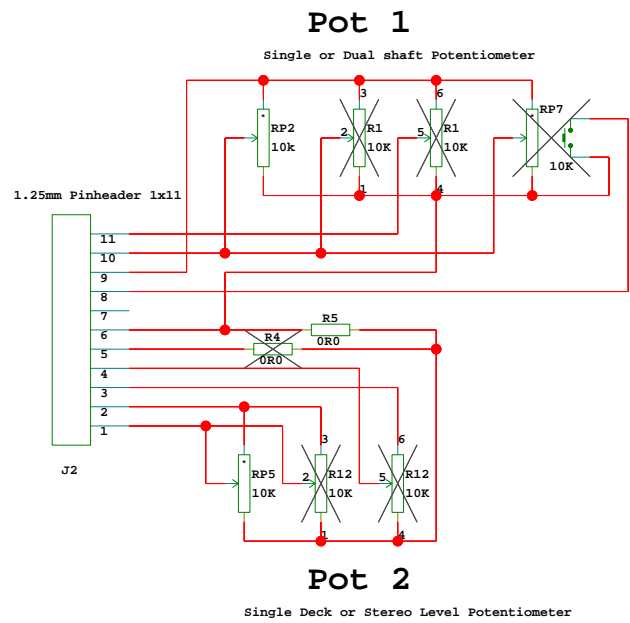 Pot 1
Single or Dual shaft Potentiometer
3
6
RP7
RP2
10k
2
R1
10K
5
R1
10K
10K
1
4
1.25mm Pinheader 1x11
11
10
9
8
7
6
5
4
3
2
1
J2
R5
0R0
R4
0R0
3
6
RP5
10K
2
R12
10K
5
R12
10K
1
4
Pot 2
Single Deck or Stereo Level Potentiometer